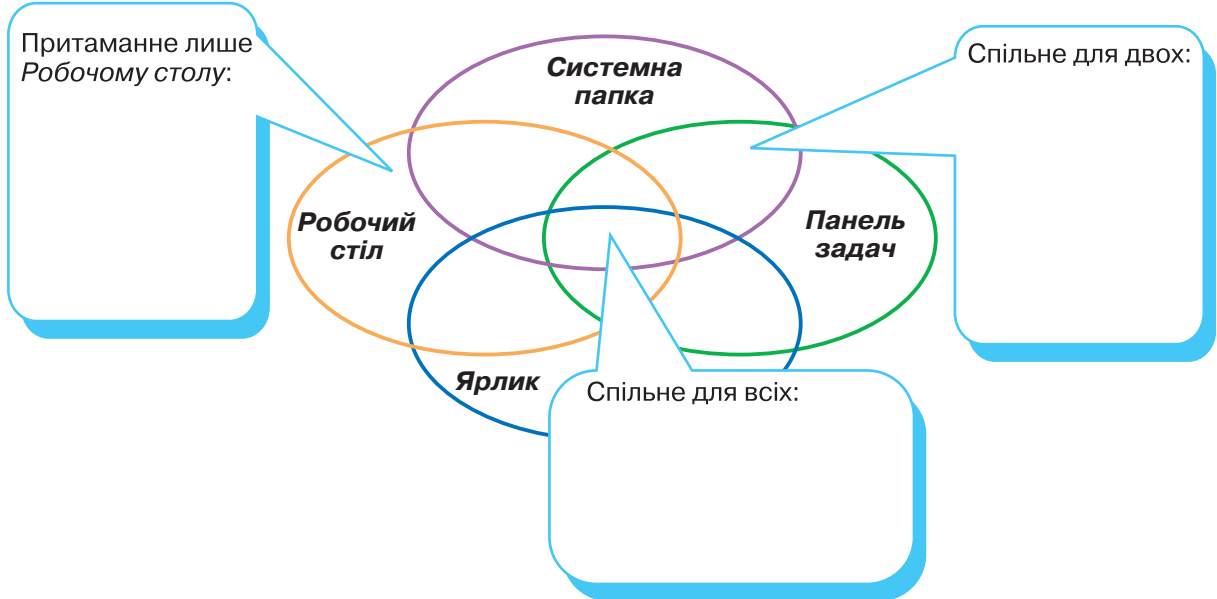 Притаманне лише
Робочому столу:
Системна
папка
Спільне для двох:
Робочий
стіл
Панель
задач
Ярлик
Спільне для всіх: